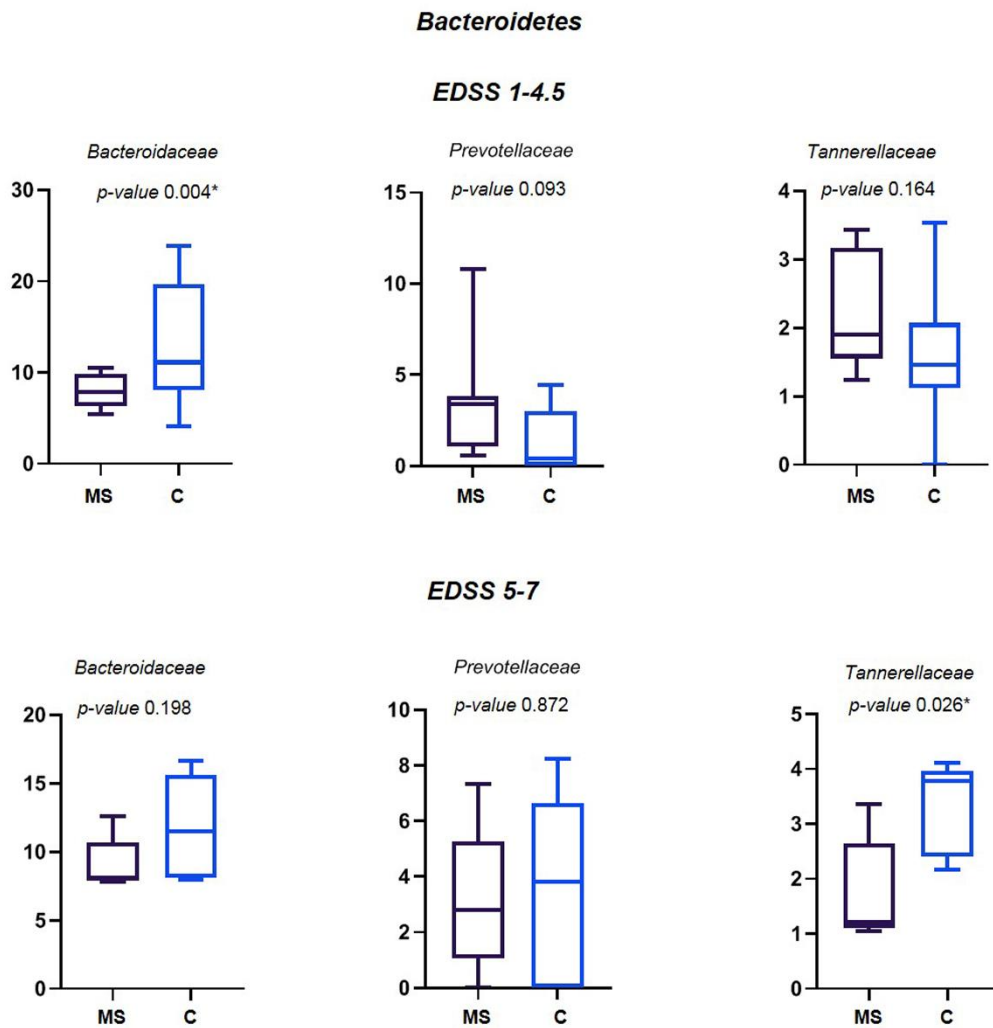 Bacteroidetes
EDSS 1-4.5
Bacteroidaceae
p-value 0.004*
30
20
10
0
MS C
Prevotellaceae
p-value 0.093
15
10
5
0
MS C
Tannerellaceae
p-value 0.164
4
3
2
1
0
MS C
EDSS 5-7
Bacteroidaceae
p-value 0.198
20
15
10
5
0
MS C
Prevotellaceae
p-value 0.872
10
8
6
4
2
0
MS C
Tannerellaceae
p-value 0.026*
5
4
3
2
1
0
MS C